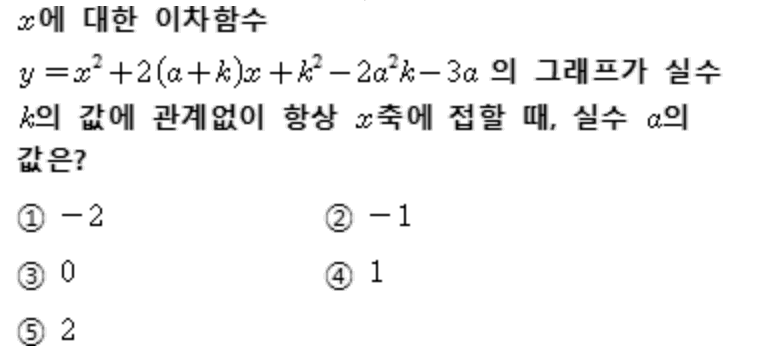 x에 대한 이차함수
y=x²+2(a+k)x+k²-2a²k-3a 의 그래프가 실수
k의 값에 관계없이 항상 x축에 접할 때, 실수 a의
값은?
① -2 ② -1
③ 0 ④ 1
⑤ 2